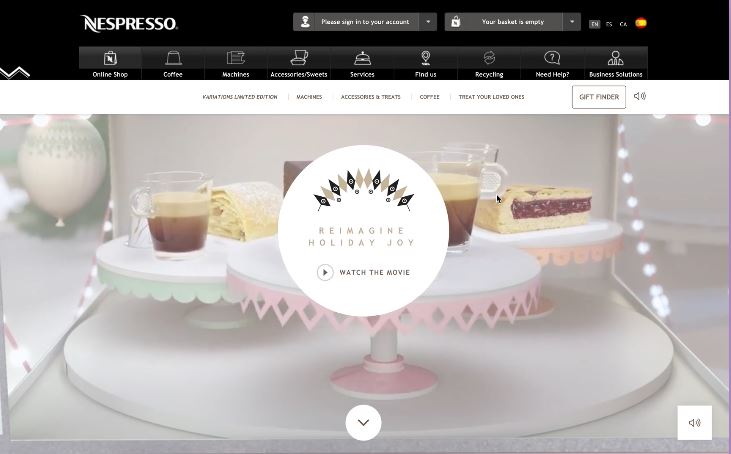 NESPRESSO
Please sign in to your account
Your basket is empty
EN ES CA
Online Shop
Coffee
Machines
Accessories/Sweets
Services
Find us
Recycling
Need Help?
Business Solutions
VARIATIONS LIMITED EDITION
MACHINES
ACCESSORIES & TREATS
COFFEE
TREAT YOUR LOVED ONES
GIFT FINDER
REIMAGINE
HOLIDAY JOY
WATCH THE MOVIE